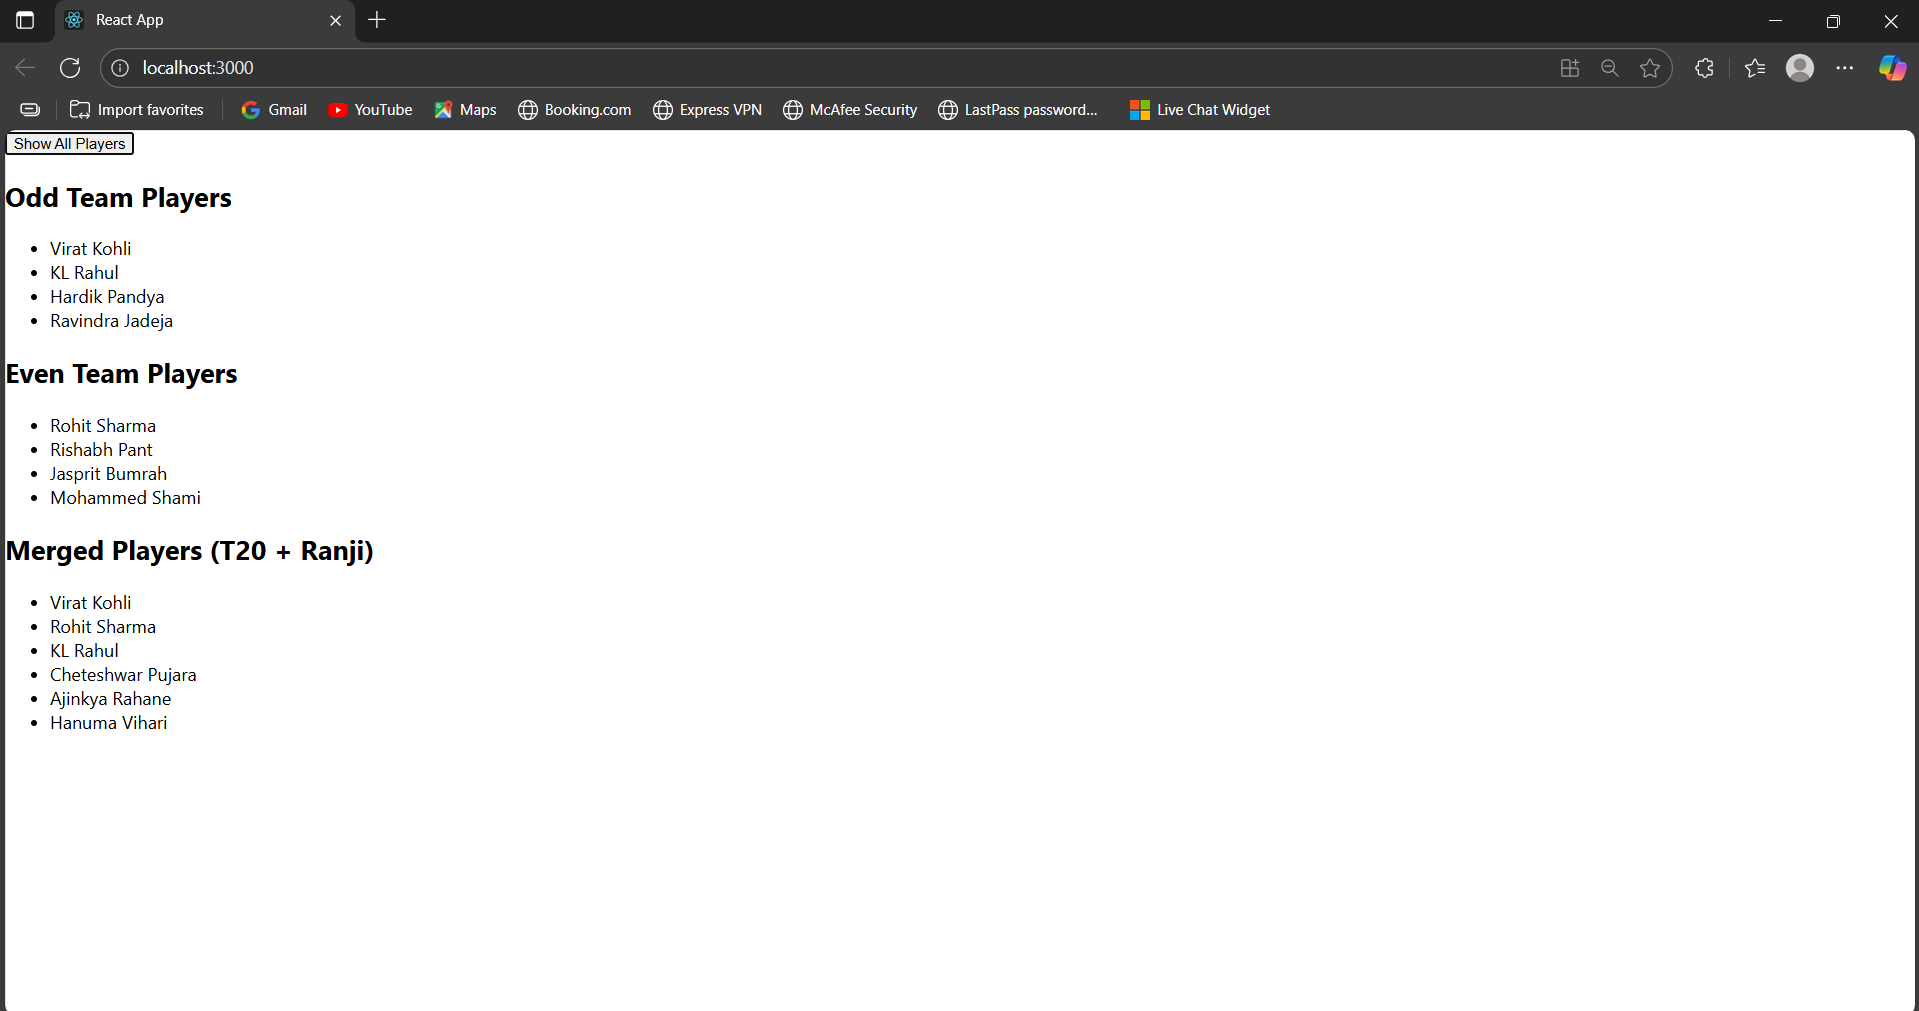 React App
localhost:3000
Import favorites Gmail YouTube Maps Booking.com Express VPN McAfee Security LastPass password... Live Chat Widget
Show All Players
Odd Team Players
• Virat Kohli
• KL Rahul
• Hardik Pandya
• Ravindra Jadeja
Even Team Players
• Rohit Sharma
• Rishabh Pant
• Jasprit Bumrah
• Mohammed Shami
Merged Players (T20 + Ranji)
• Virat Kohli
• Rohit Sharma
• KL Rahul
• Cheteshwar Pujara
• Ajinkya Rahane
• Hanuma Vihari